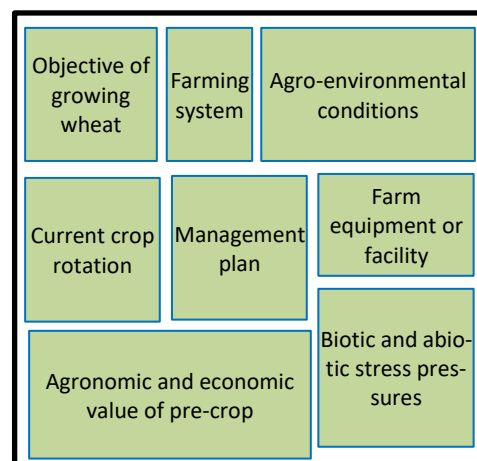 Objective of
growing
wheat
Farming
system
Agro-environmental
conditions
Current crop
rotation
Management
plan
Farm
equipment or
facility
Agronomic and economic
value of pre-crop
Biotic and abio-
tic stress pres-
sures